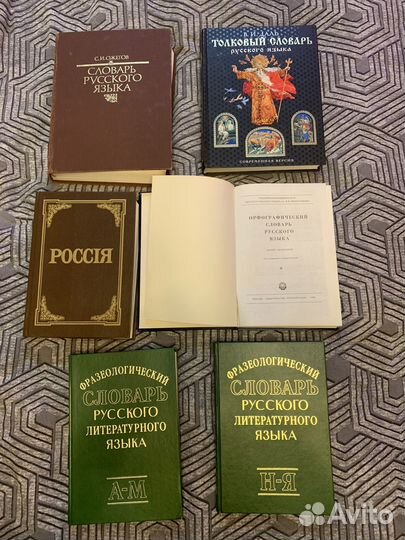 С.И.ОЖЕГОВ
СЛОВАРЬ
РУССКОГО
ЯЗЫКА
В.И.ДАЛЬ
ТОЛКОВЫЙ СЛОВАРЬ
русского языка
СОВРЕМЕННАЯ ВЕРСИЯ
РОССІЯ
ОРФОГРАФИЧЕСКИЙ
СЛОВАРЬ
РУССКОГО
ЯЗЫКА
ФРАЗЕОЛОГИЧЕСКИЙ
СЛОВАРЬ
РУССКОГО
ЛИТЕРАТУРНОГО
ЯЗЫКА
А-М
ФРАЗЕОЛОГИЧЕСКИЙ
СЛОВАРЬ
РУССКОГО
ЛИТЕРАТУРНОГО
ЯЗЫКА
Н-Я
Avito